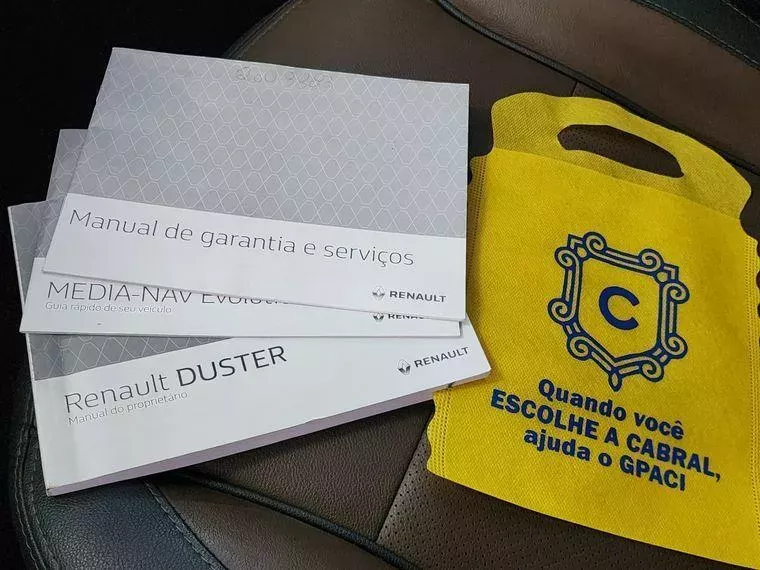 Manual de garantia e serviços
RENAULT
MEDIA-NAV
Guia rápido de seu veículo
Renault DUSTER
Manual do proprietário
RENAULT
C
Quando você
ESCOLHE A CABRAL,
ajuda o GPACI